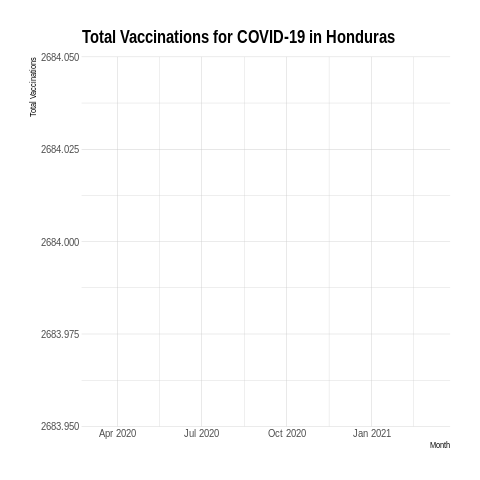 Total Vaccinations for COVID-19 in Honduras
Total Vaccinations
2684.050
2684.025
2684.000
2683.975
2683.950
Apr 2020 Jul 2020 Oct 2020 Jan 2021
Month